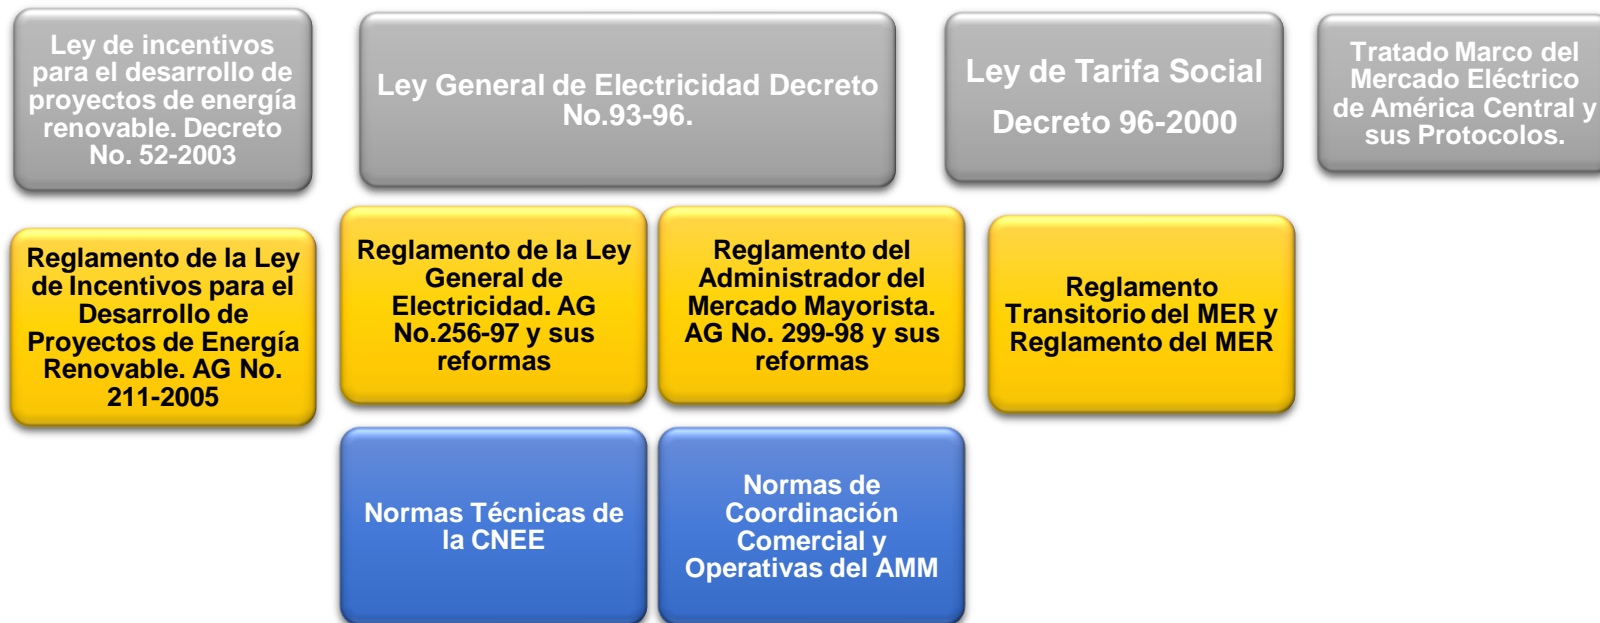 Ley de incentivos
para el desarrollo de
proyectos de energía
renovable. Decreto
No. 52-2003
Ley General de Electricidad Decreto
No.93-96.
Ley de Tarifa Social
Decreto 96-2000
Tratado Marco del
Mercado Eléctrico
de América Central y
sus Protocolos.
Reglamento de la Ley
de Incentivos para el
Desarrollo de
Proyectos de Energía
Renovable. AG No.
211-2005
Reglamento de la Ley
General de
Electricidad. AG
No.256-97 y sus
reformas
Reglamento del
Administrador del
Mercado Mayorista.
AG No. 299-98 y sus
reformas
Reglamento
Transitorio del MER y
Reglamento del MER
Normas Técnicas de
la CNEE
Normas de
Coordinación
Comercial y
Operativas del AMM